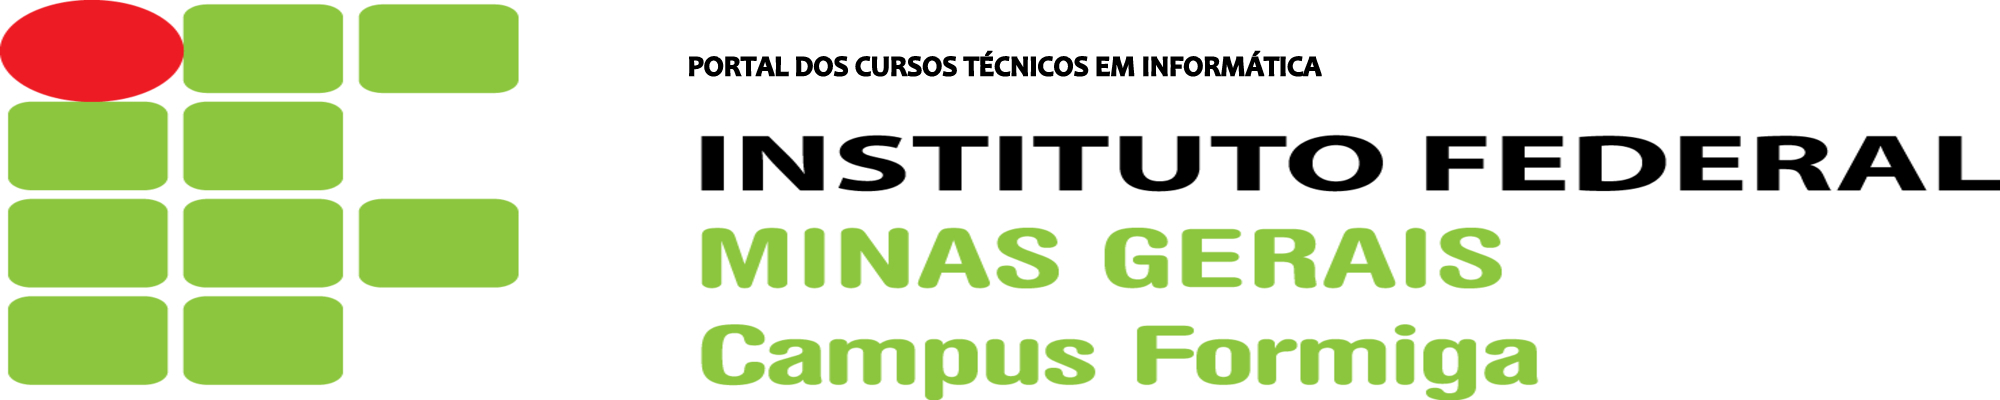 PORTAL DOS CURSOS TÉCNICOS EM INFORMÁTICA
INSTITUTO FEDERAL
MINAS GERAIS
Campus Formiga